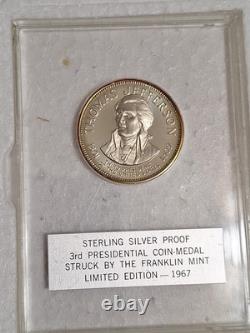 THOMAS JEFFERSON
STERLING SILVER PROOF
3rd PRESIDENTIAL COIN-MEDAL
STRUCK BY THE FRANKLIN MINT
LIMITED EDITION — 1967